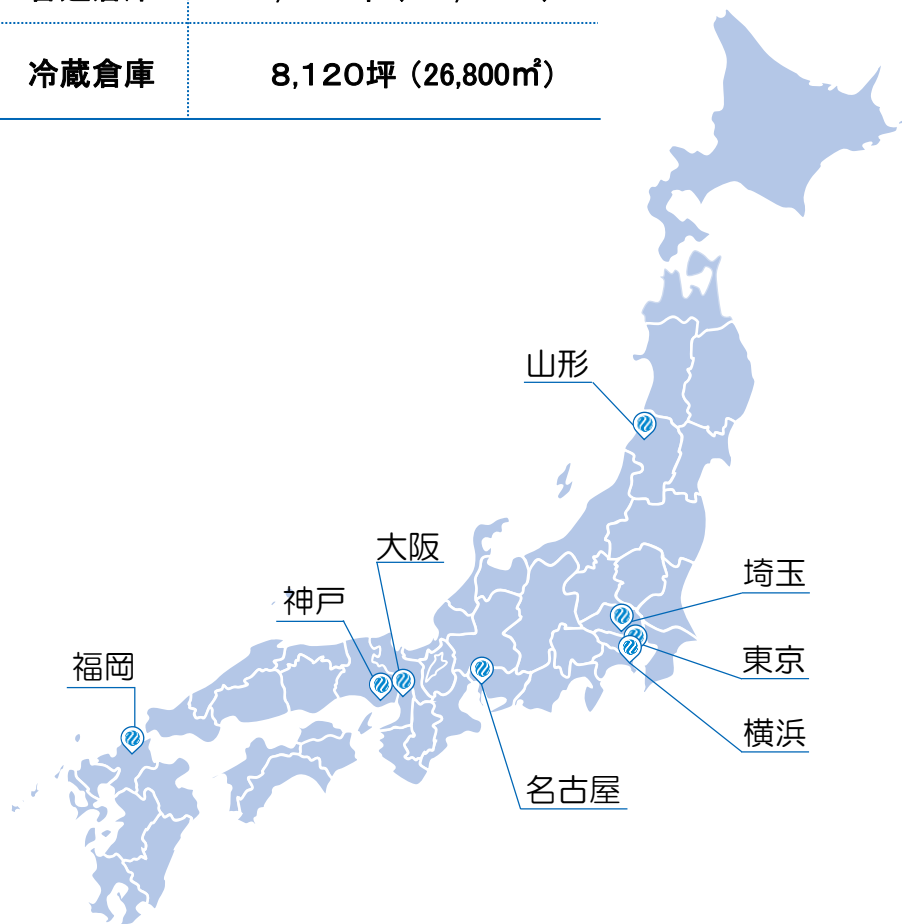 冷蔵倉庫 8,120坪（26,800㎡）
山形
大阪
埼玉
神戸
東京
福岡
横浜
名古屋